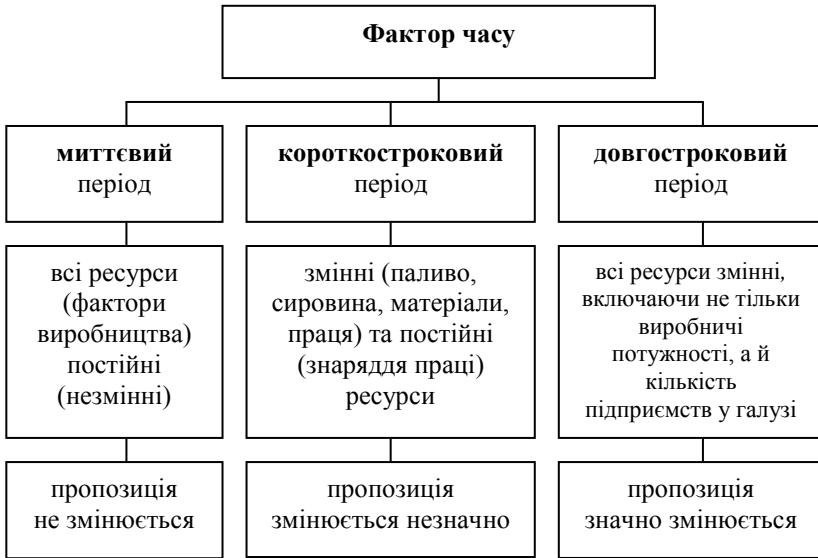 Фактор часу
миттєвий
період
короткостроковий
період
довгостроковий
період
всі ресурси
(фактори
виробництва)
постійні
(незмінні)
змінні (паливо,
сировина, матеріали,
праця) та постійні
(знаряддя праці)
ресурси
всі ресурси змінні,
включаючи не тільки
виробничі
потужності, а й
кількість
підприємств у галузі
пропозиція
не змінюється
пропозиція
змінюється незначно
пропозиція
значно змінюється